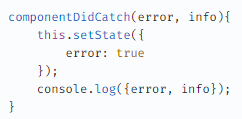 componentDidCatch(error, info){
    this.setState({
        error: true
    });
    console.log({error, info});
}